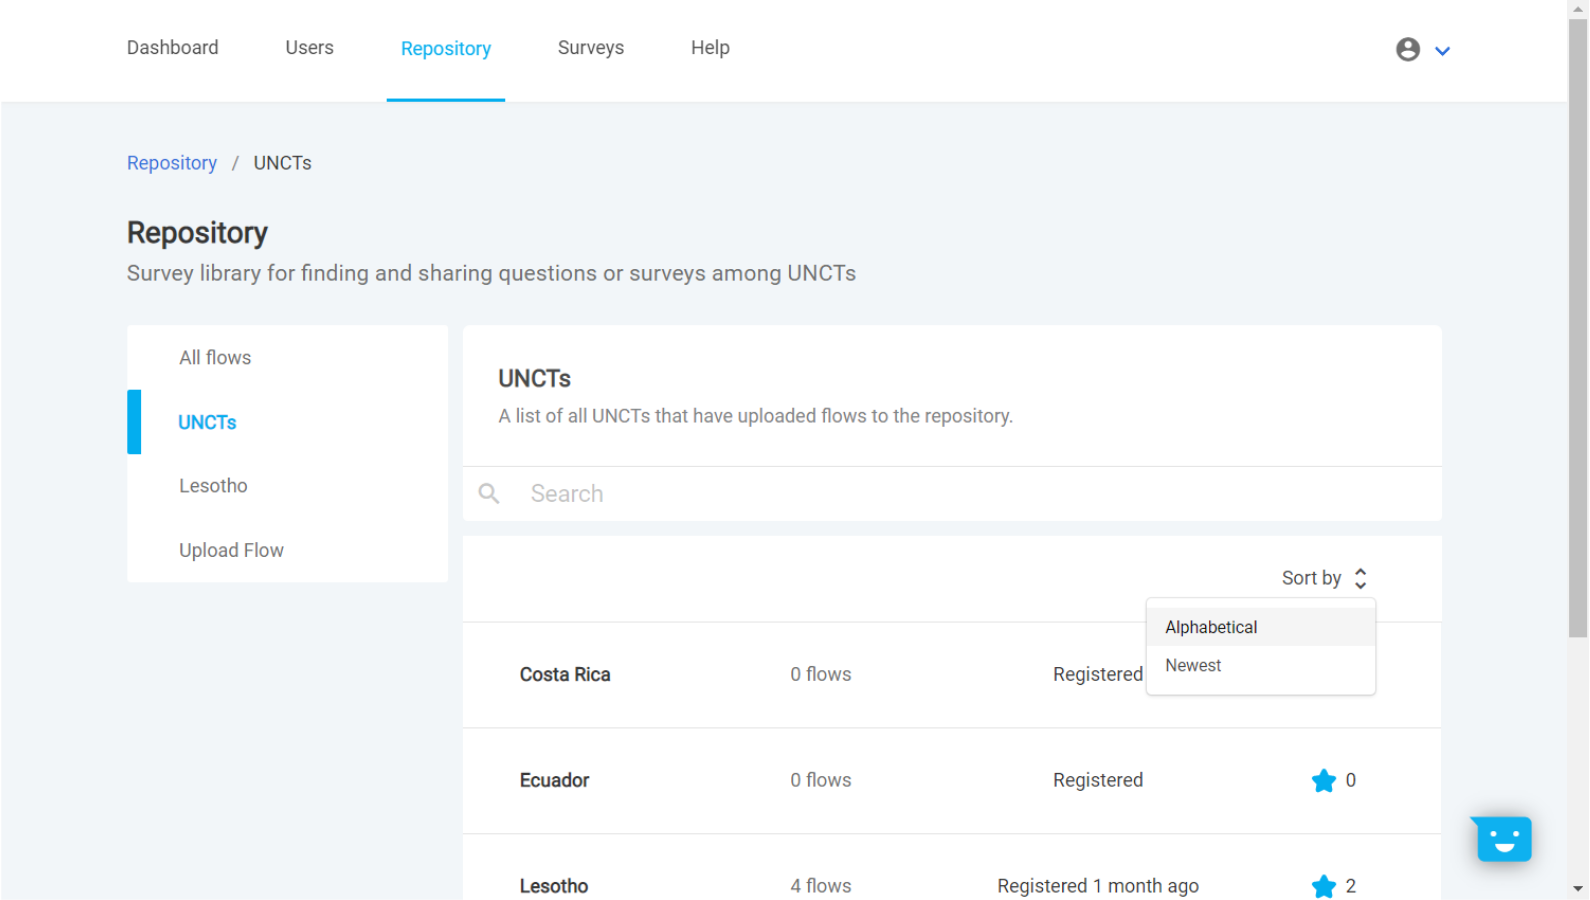 Dashboard Users Repository Surveys Help
Repository / UNCTs
Repository
Survey library for finding and sharing questions or surveys among UNCTs
All flows
UNCTs
Lesotho
Upload Flow
UNCTs
A list of all UNCTs that have uploaded flows to the repository.
Search
Sort by
Alphabetical
Newest
Costa Rica 0 flows Registered
Ecuador 0 flows Registered 0
Lesotho 4 flows Registered 1 month ago 2